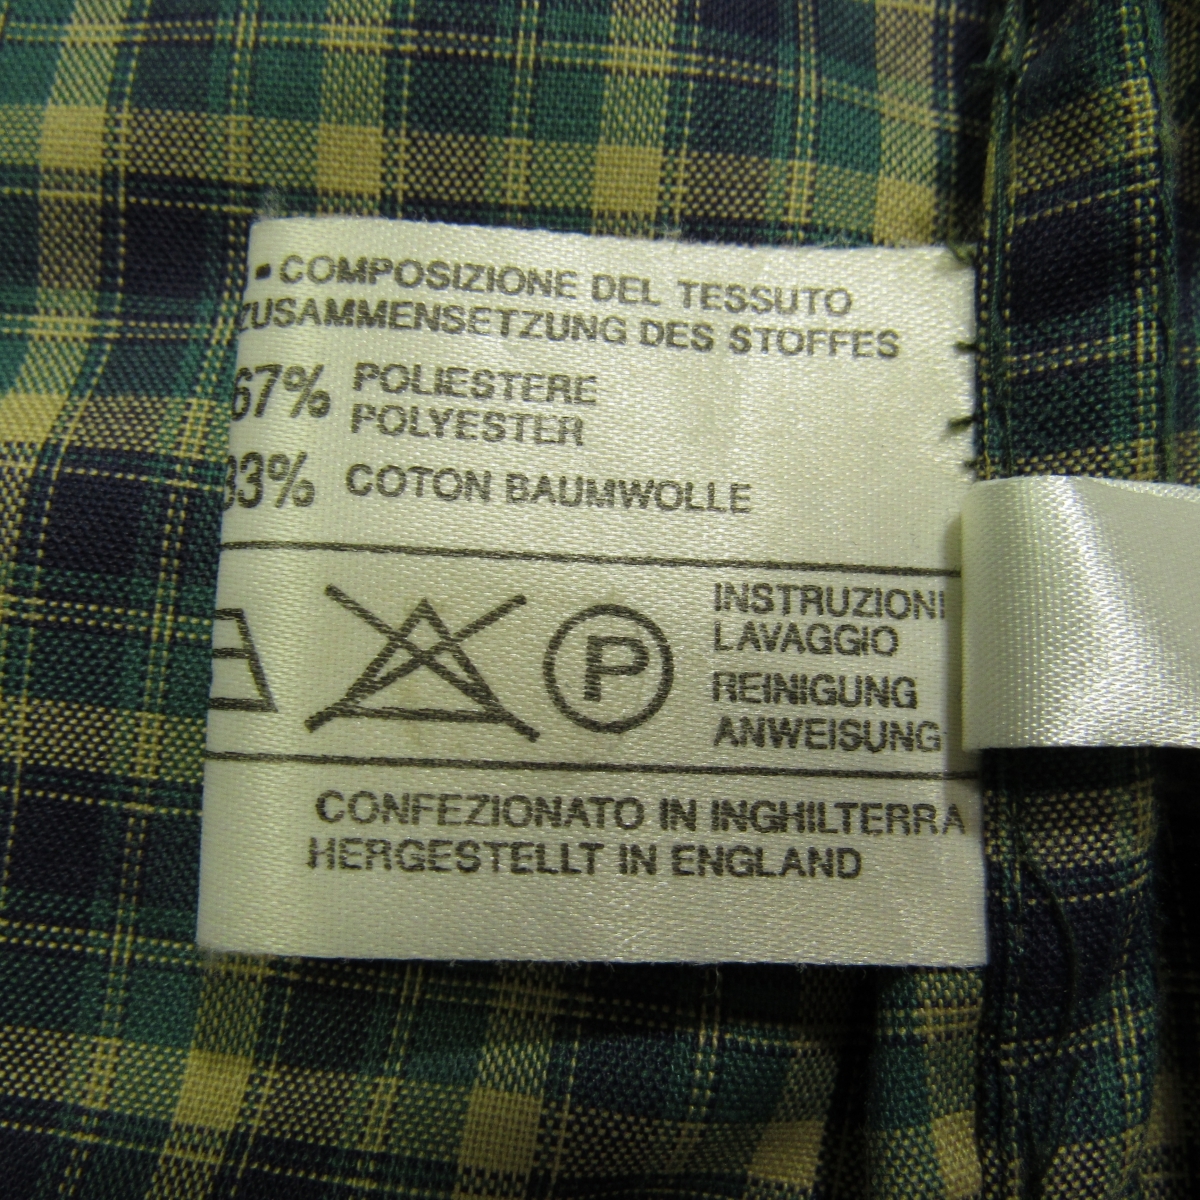 - COMPOSIZIONE DEL TESSUTO
ZUSAMMENSETZUNG DES STOFFES
67% POLIESTERE
POLYESTER
33% COTON BAUMWOLLE
P
INSTRUZIONI
LAVAGGIO
REINIGUNG
ANWEISUNG
CONFEZIONATO IN INGHILTERRA
HERGESTELLT IN ENGLAND